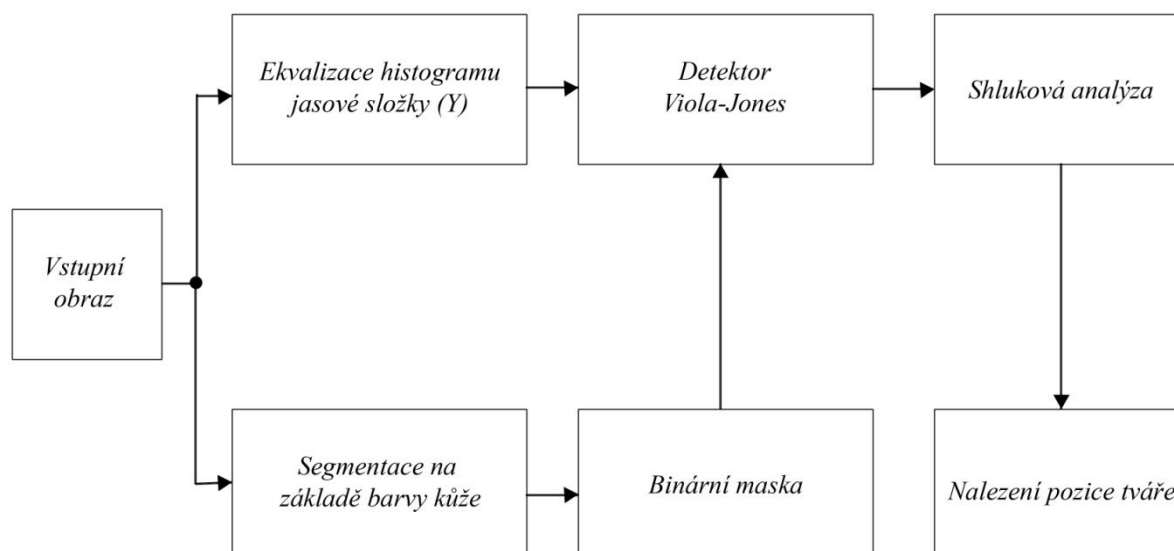 Ekvalizace histogramu
jasové složky (Y)
Detektor
Viola-Jones
Shluková analýza
Vstupní
obraz
Segmentace na
základě barvy kůže
Binární maska
Nalezení pozice tváře